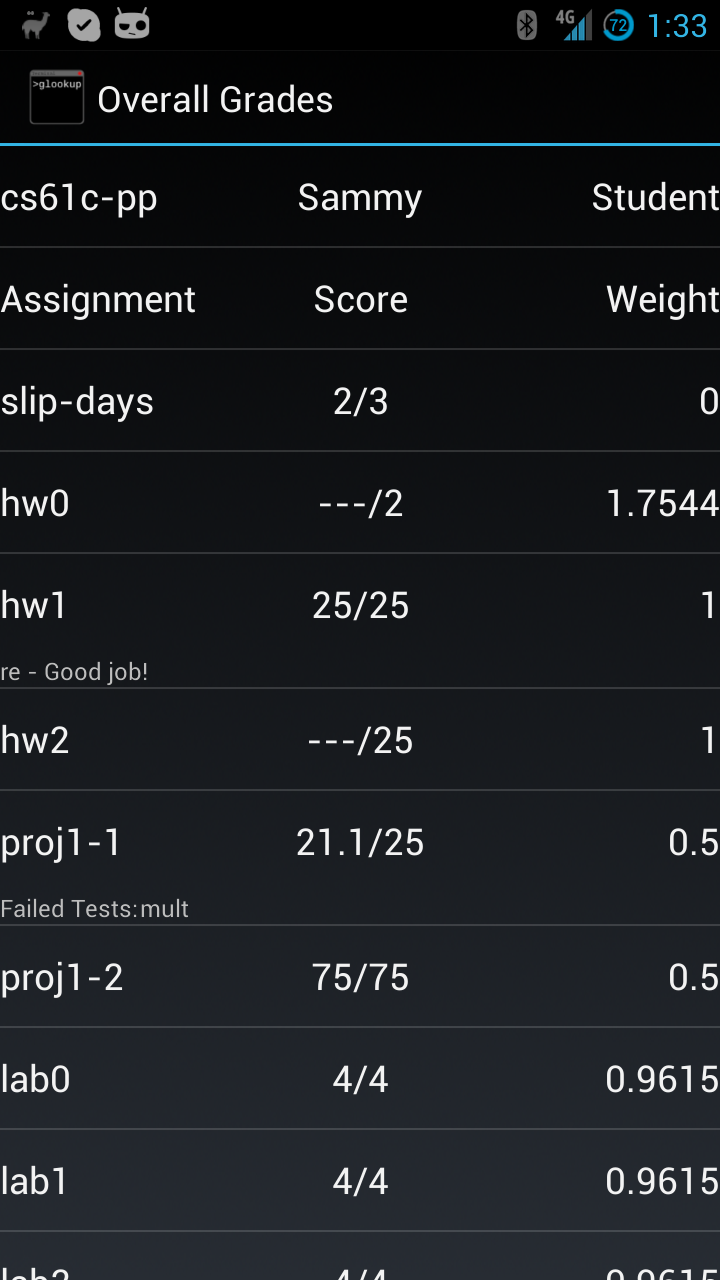 4G 72 1:33
>glookup Overall Grades
cs61c-pp Sammy Student
Assignment Score Weight
slip-days 2/3 0
hw0 ---/2 1.7544
hw1 25/25 1
re - Good job!
hw2 ---/25 1
proj1-1 21.1/25 0.5
Failed Tests:mult
proj1-2 75/75 0.5
lab0 4/4 0.9615
lab1 4/4 0.9615
lab2 4/4 0.9615